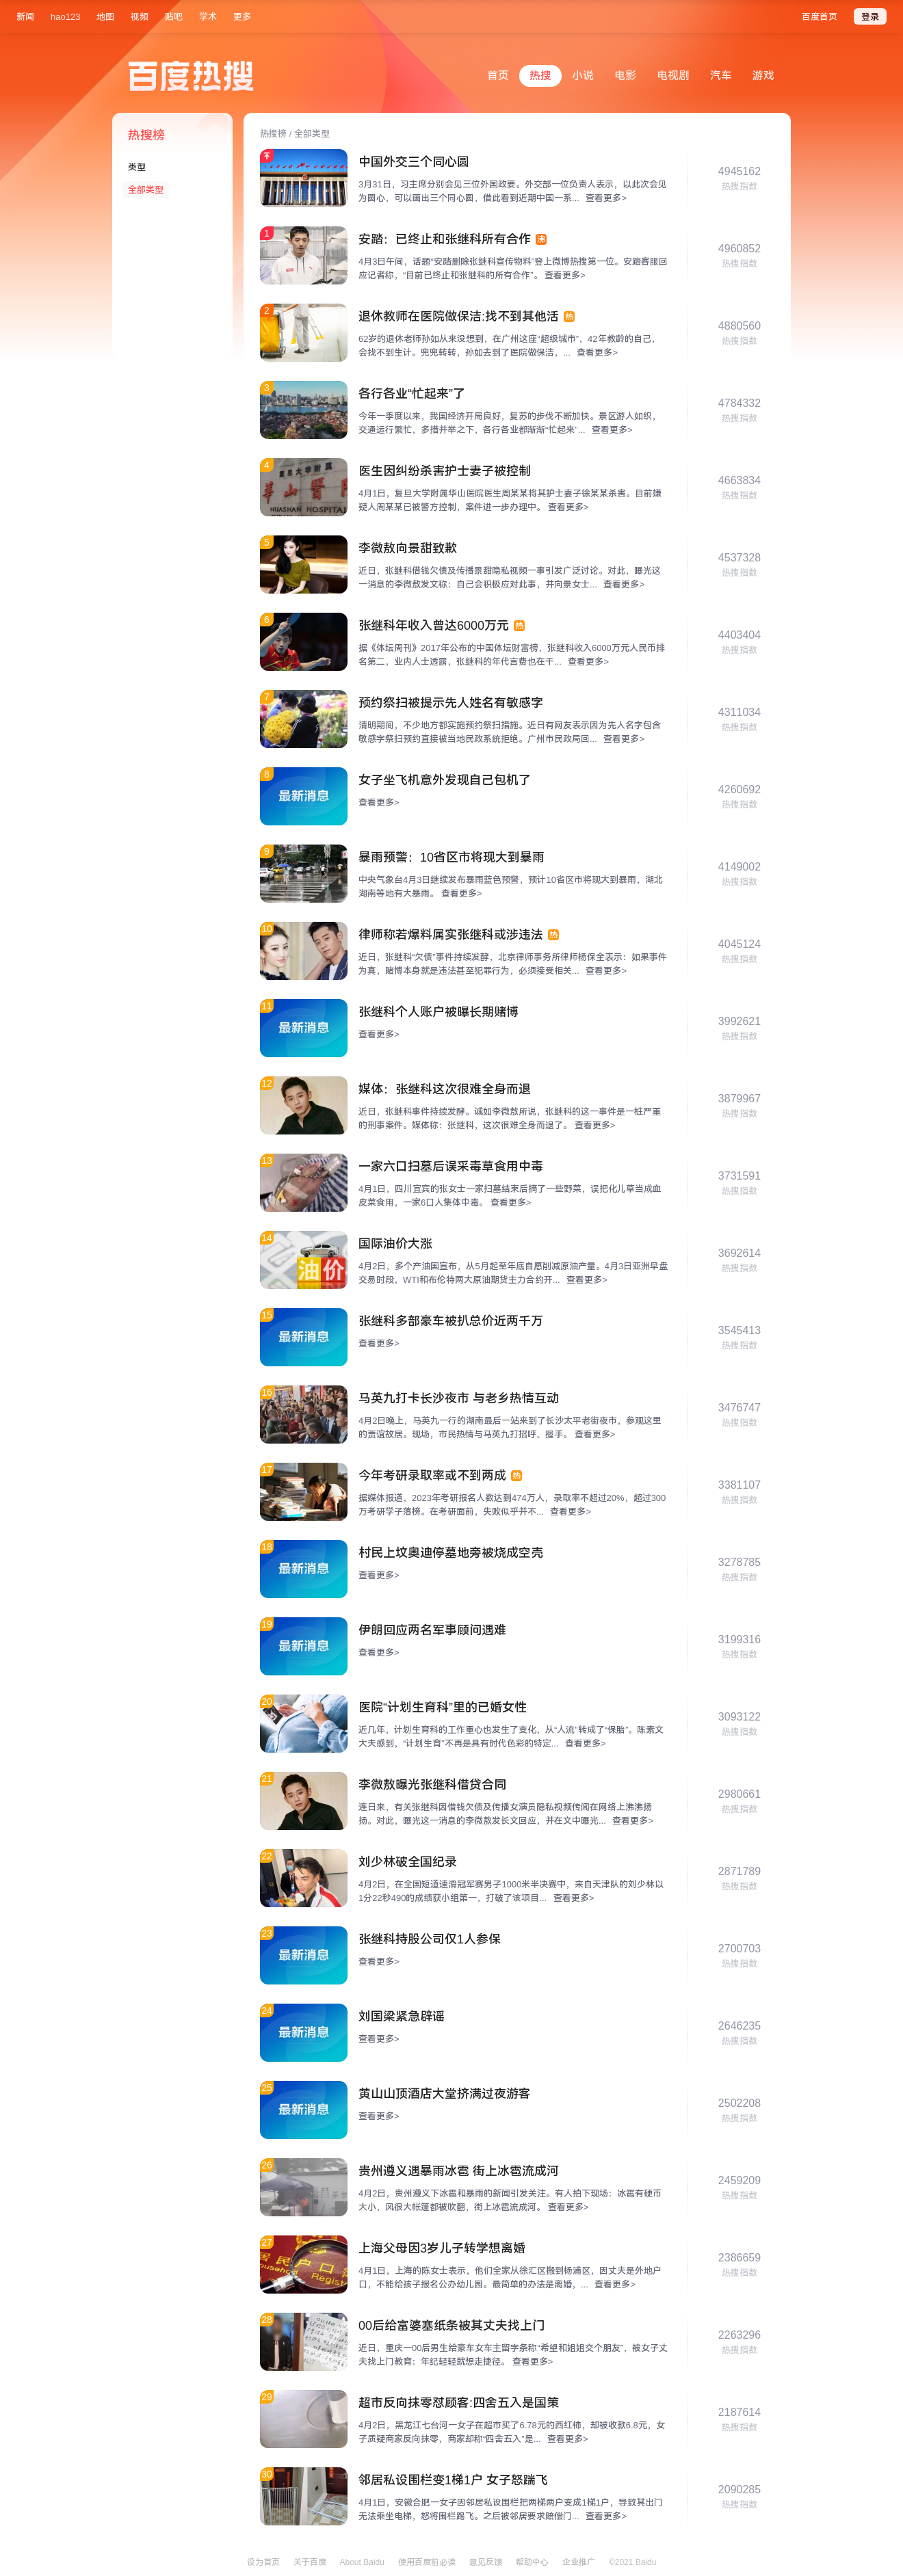 新闻 hao123 地图 视频 贴吧 学术 更多 百度首页 登录
百度热搜 首页 热搜 小说 电影 电视剧 汽车 游戏
热搜榜
类型
全部类型
热搜榜 / 全部类型
中国外交三个同心圆
3月31日，习主席分别会见三位外国政要。外交部一位负责人表示，以此次会见
为圆心，可以画出三个同心圆，借此看到近期中国一系... 查看更多>
4945162
热搜指数
1
安踏：已终止和张继科所有合作 沸
4月3日午间，话题“安踏删除张继科宣传物料”登上微博热搜第一位。安踏客服回
应记者称，“目前已终止和张继科的所有合作”。 查看更多>
4960852
热搜指数
2
退休教师在医院做保洁:找不到其他活 热
62岁的退休老师孙如从来没想到，在广州这座“超级城市”，42年教龄的自己，
会找不到生计。兜兜转转，孙如去到了医院做保洁，... 查看更多>
4880560
热搜指数
3
各行各业“忙起来”了
今年一季度以来，我国经济开局良好，复苏的步伐不断加快。景区游人如织，
交通运行繁忙，多措并举之下，各行各业都渐渐“忙起来”... 查看更多>
4784332
热搜指数
4
医生因纠纷杀害护士妻子被控制
4月1日，复旦大学附属华山医院医生周某某将其护士妻子徐某某杀害。目前嫌
疑人周某某已被警方控制，案件进一步办理中。 查看更多>
4663834
热搜指数
HUASHAN HOSPITAL
5
李微敖向景甜致歉
近日，张继科借钱欠债及传播景甜隐私视频一事引发广泛讨论。对此，曝光这
一消息的李微敖发文称：自己会积极应对此事，并向景女士... 查看更多>
4537328
热搜指数
6
张继科年收入曾达6000万元 热
据《体坛周刊》2017年公布的中国体坛财富榜，张继科收入6000万元人民币排
名第二，业内人士透露，张继科的年代言费也在千... 查看更多>
4403404
热搜指数
7
预约祭扫被提示先人姓名有敏感字
清明期间，不少地方都实施预约祭扫措施。近日有网友表示因为先人名字包含
敏感字祭扫预约直接被当地民政系统拒绝。广州市民政局回... 查看更多>
4311034
热搜指数
8
最新消息
女子坐飞机意外发现自己包机了
查看更多>
4260692
热搜指数
9
暴雨预警：10省区市将现大到暴雨
中央气象台4月3日继续发布暴雨蓝色预警，预计10省区市将现大到暴雨，湖北
湖南等地有大暴雨。 查看更多>
4149002
热搜指数
10
律师称若爆料属实张继科或涉违法 热
近日，张继科“欠债”事件持续发酵，北京律师事务所律师杨保全表示：如果事件
为真，赌博本身就是违法甚至犯罪行为，必须接受相关... 查看更多>
4045124
热搜指数
11
最新消息
张继科个人账户被曝长期赌博
查看更多>
3992621
热搜指数
12
媒体：张继科这次很难全身而退
近日，张继科事件持续发酵。诚如李微敖所说，张继科的这一事件是一桩严重
的刑事案件。媒体称：张继科，这次很难全身而退了。 查看更多>
3879967
热搜指数
13
一家六口扫墓后误采毒草食用中毒
4月1日，四川宜宾的张女士一家扫墓结束后摘了一些野菜，误把化儿草当成血
皮菜食用，一家6口人集体中毒。 查看更多>
3731591
热搜指数
14
油价
国际油价大涨
4月2日，多个产油国宣布，从5月起至年底自愿削减原油产量。4月3日亚洲早盘
交易时段，WTI和布伦特两大原油期货主力合约开... 查看更多>
3692614
热搜指数
15
最新消息
张继科多部豪车被扒总价近两千万
查看更多>
3545413
热搜指数
16
马英九打卡长沙夜市 与老乡热情互动
4月2日晚上，马英九一行的湖南最后一站来到了长沙太平老街夜市，参观这里
的贾谊故居。现场，市民热情与马英九打招呼、握手。 查看更多>
3476747
热搜指数
17
今年考研录取率或不到两成 热
据媒体报道，2023年考研报名人数达到474万人，录取率不超过20%，超过300
万考研学子落榜。在考研面前，失败似乎并不... 查看更多>
3381107
热搜指数
18
最新消息
村民上坟奥迪停墓地旁被烧成空壳
查看更多>
3278785
热搜指数
19
最新消息
伊朗回应两名军事顾问遇难
查看更多>
3199316
热搜指数
20
医院“计划生育科”里的已婚女性
近几年，计划生育科的工作重心也发生了变化，从“人流”转成了“保胎”。陈素文
大夫感到，“计划生育”不再是具有时代色彩的特定... 查看更多>
3093122
热搜指数
21
李微敖曝光张继科借贷合同
连日来，有关张继科因借钱欠债及传播女演员隐私视频传闻在网络上沸沸扬
扬。对此，曝光这一消息的李微敖发长文回应，并在文中曝光... 查看更多>
2980661
热搜指数
22
刘少林破全国纪录
4月2日，在全国短道速滑冠军赛男子1000米半决赛中，来自天津队的刘少林以
1分22秒490的成绩获小组第一，打破了该项目... 查看更多>
2871789
热搜指数
23
最新消息
张继科持股公司仅1人参保
查看更多>
2700703
热搜指数
24
最新消息
刘国梁紧急辟谣
查看更多>
2646235
热搜指数
25
最新消息
黄山山顶酒店大堂挤满过夜游客
查看更多>
2502208
热搜指数
26
贵州遵义遇暴雨冰雹 街上冰雹流成河
4月2日，贵州遵义下冰雹和暴雨的新闻引发关注。有人拍下现场：冰雹有硬币
大小，风很大帐篷都被吹翻，街上冰雹流成河。 查看更多>
2459209
热搜指数
27
上海父母因3岁儿子转学想离婚
4月1日，上海的陈女士表示，他们全家从徐汇区搬到杨浦区，因丈夫是外地户
口，不能给孩子报名公办幼儿园。最简单的办法是离婚，... 查看更多>
2386659
热搜指数
28
00后给富婆塞纸条被其丈夫找上门
近日，重庆一00后男生给豪车女车主留字条称“希望和姐姐交个朋友”，被女子丈
夫找上门教育：年纪轻轻就想走捷径。 查看更多>
2263296
热搜指数
29
超市反向抹零怼顾客:四舍五入是国策
4月2日，黑龙江七台河一女子在超市买了6.78元的西红柿，却被收款6.8元，女
子质疑商家反向抹零，商家却称“四舍五入”是... 查看更多>
2187614
热搜指数
30
邻居私设围栏变1梯1户 女子怒踹飞
4月1日，安徽合肥一女子因邻居私设围栏把两梯两户变成1梯1户，导致其出门
无法乘坐电梯，怒将围栏踢飞。之后被邻居要求赔偿门... 查看更多>
2090285
热搜指数
设为首页 关于百度 About Baidu 使用百度前必读 意见反馈 帮助中心 企业推广 ©2021 Baidu